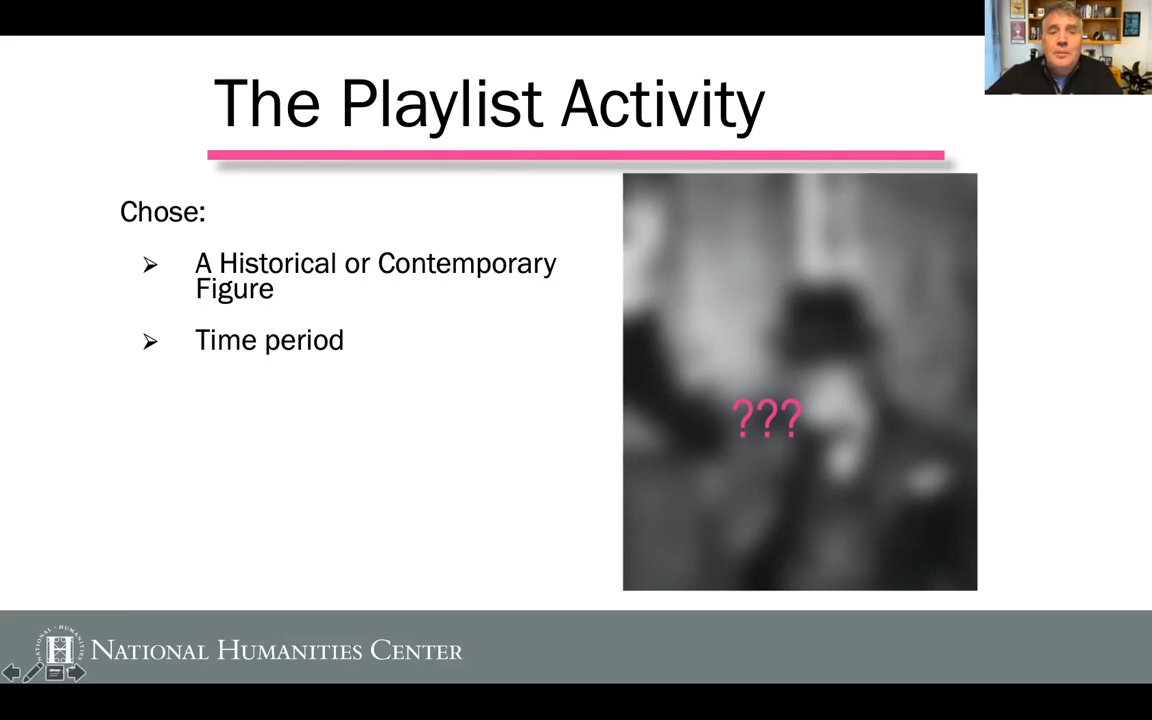 The Playlist Activity
Chose:
A Historical or Contemporary
Figure
Time period
???
NATIONAL HUMANITIES CENTER